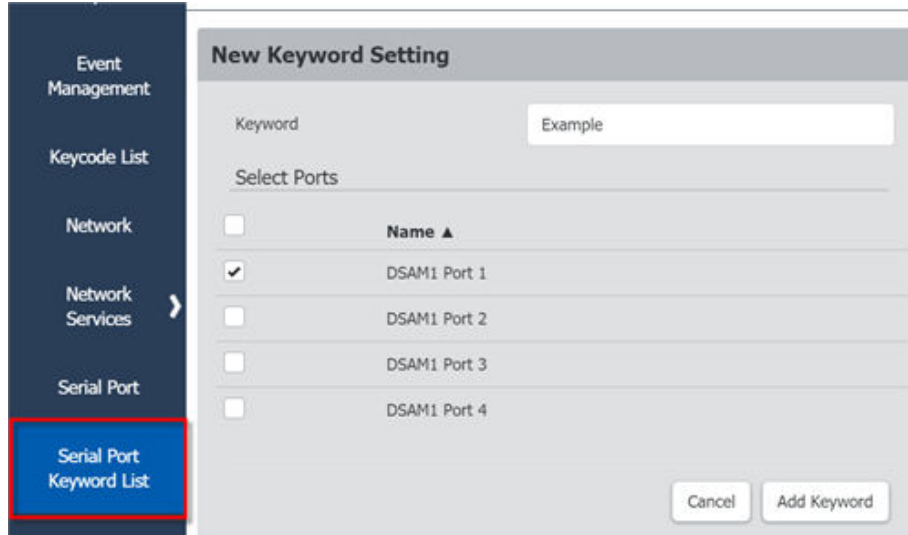 Event
Management
Keycode List
Network
Network
Services
Serial Port
Serial Port
Keyword List
New Keyword Setting
Keyword
Example
Select Ports
Name ▲
DSAM1 Port 1
DSAM1 Port 2
DSAM1 Port 3
DSAM1 Port 4
Cancel
Add Keyword